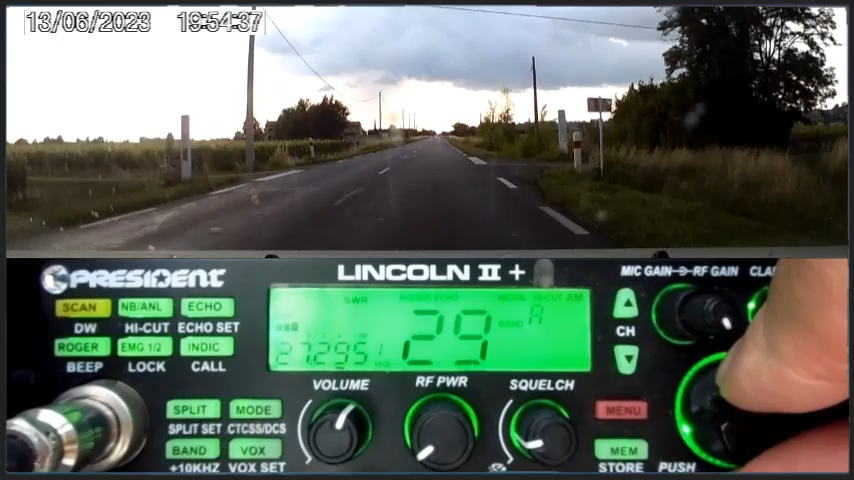 13/06/2023 19:54:37
PRESIDENT LINCOLN II + MIC GAIN RF GAIN CLA
SCAN NB/ANL ECHO
DW HI-CUT ECHO SET
ROGER EMG 1/2 INDIC
BEEP LOCK CALL
SWR ROGER ECHO HI-CUT AM
29 BAND A
27.295
CH
VOLUME RF PWR SQUELCH
SPLIT MODE
SPLIT SET CTCSS/DCS
MENU
BAND VOX MEM
+10KHZ VOX SET STORE PUSH